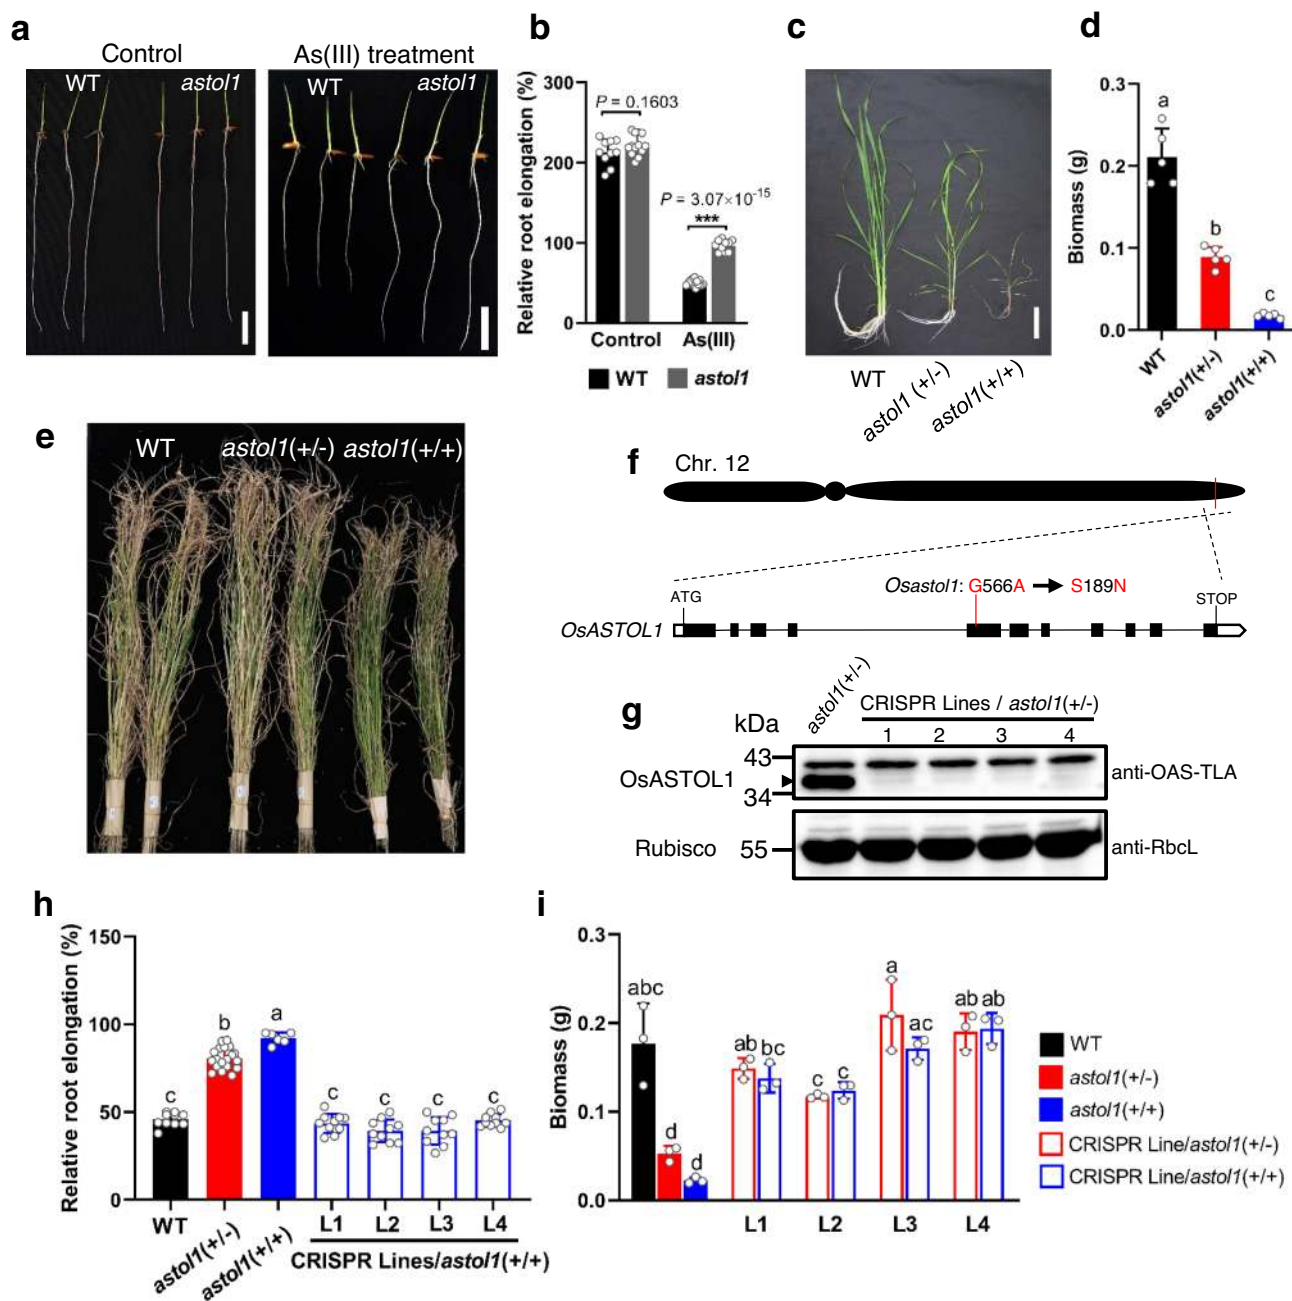 a
Control
As(III) treatment
WT
astol1
WT
astol1
b
Relative root elongation (%)
300
200
100
0
P = 0.1603
P = 3.07×10⁻¹⁵
***
Control
As(III)
WT
astol1
c
WT
astol1 (+/-)
astol1(+/+)
d
Biomass (g)
0.3
0.2
0.1
0.0
a
b
c
WT
astol1(+/-)
astol1(+/+)
e
WT
astol1(+/-)
astol1(+/+)
f
Chr. 12
Osastol1: G566A S189N
ATG
STOP
OsASTOL1
g
astol1(+/-)
CRISPR Lines / astol1(+/-)
kDa
1 2 3 4
43
OsASTOL1
34
anti-OAS-TLA
Rubisco
55
anti-RbcL
h
Relative root elongation (%)
150
100
50
0
c
b
a
c
c
c
c
WT
astol1(+/-)
astol1(+/+)
L1 L2 L3 L4
CRISPR Lines/astol1(+/+)
i
Biomass (g)
0.3
0.2
0.1
0.0
abc
d
d
ab
bc
c
c
a
ac
ab
ab
L1 L2 L3 L4
WT
astol1(+/-)
astol1(+/+)
CRISPR Line/astol1(+/-)
CRISPR Line/astol1(+/+)